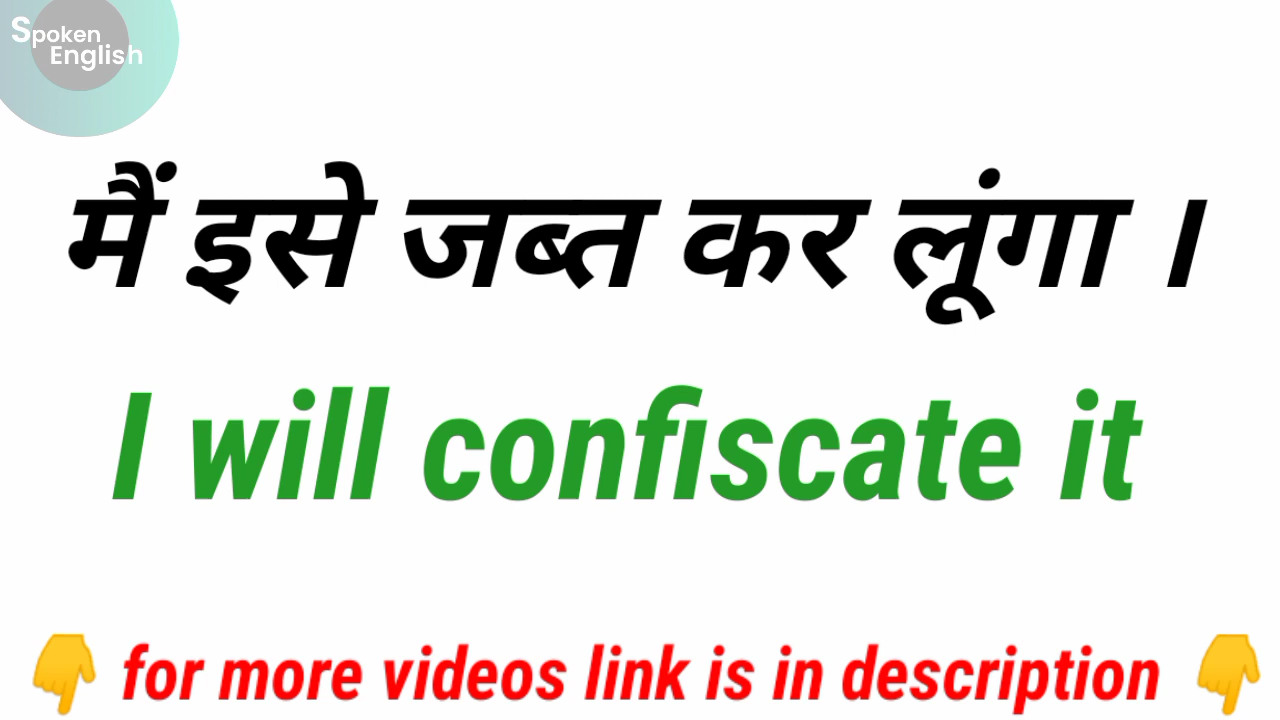 Spoken
English
मैं इसे जब्त कर लूंगा ।
I will confiscate it
👇 for more videos link is in description 👇